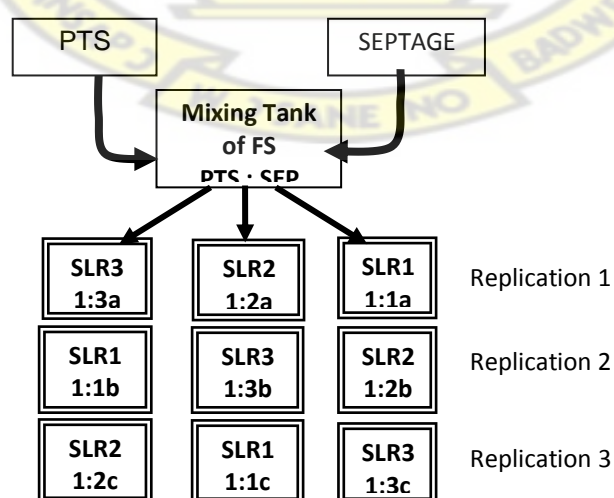 PTS
SEPTAGE
Mixing Tank
of FS
PTS : SEP
SLR3
1:3a
SLR2
1:2a
SLR1
1:1a
Replication 1
SLR1
1:1b
SLR3
1:3b
SLR2
1:2b
Replication 2
SLR2
1:2c
SLR1
1:1c
SLR3
1:3c
Replication 3